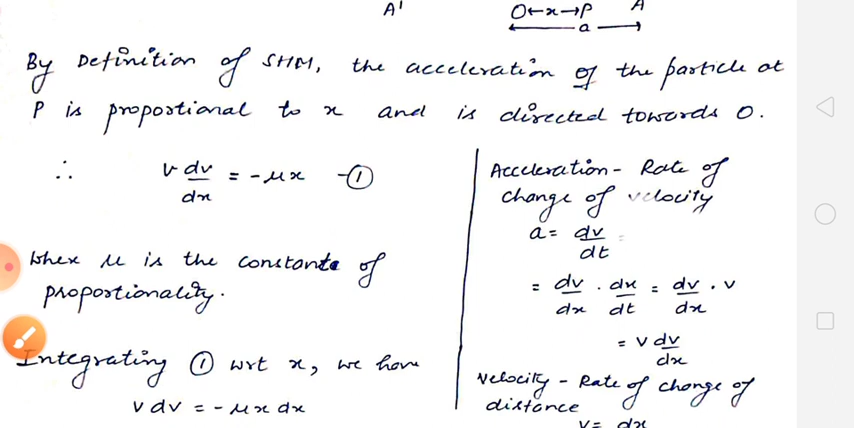 A'
O←x→P A
a
By Definition of SHM, the acceleration of the particle at
P is proportional to x and is directed towards O.
∴ v dv/dx = -μx -①
Where μ is the constante of
proportionality.
Integrating ① wrt x, we have
v dv = -μx dx
Acceleration - Rate of
change of velocity
a = dv/dt
= dv/dx . dx/dt = dv/dx . v
= v dv/dx
Velocity - Rate of change of
distance
v = dx